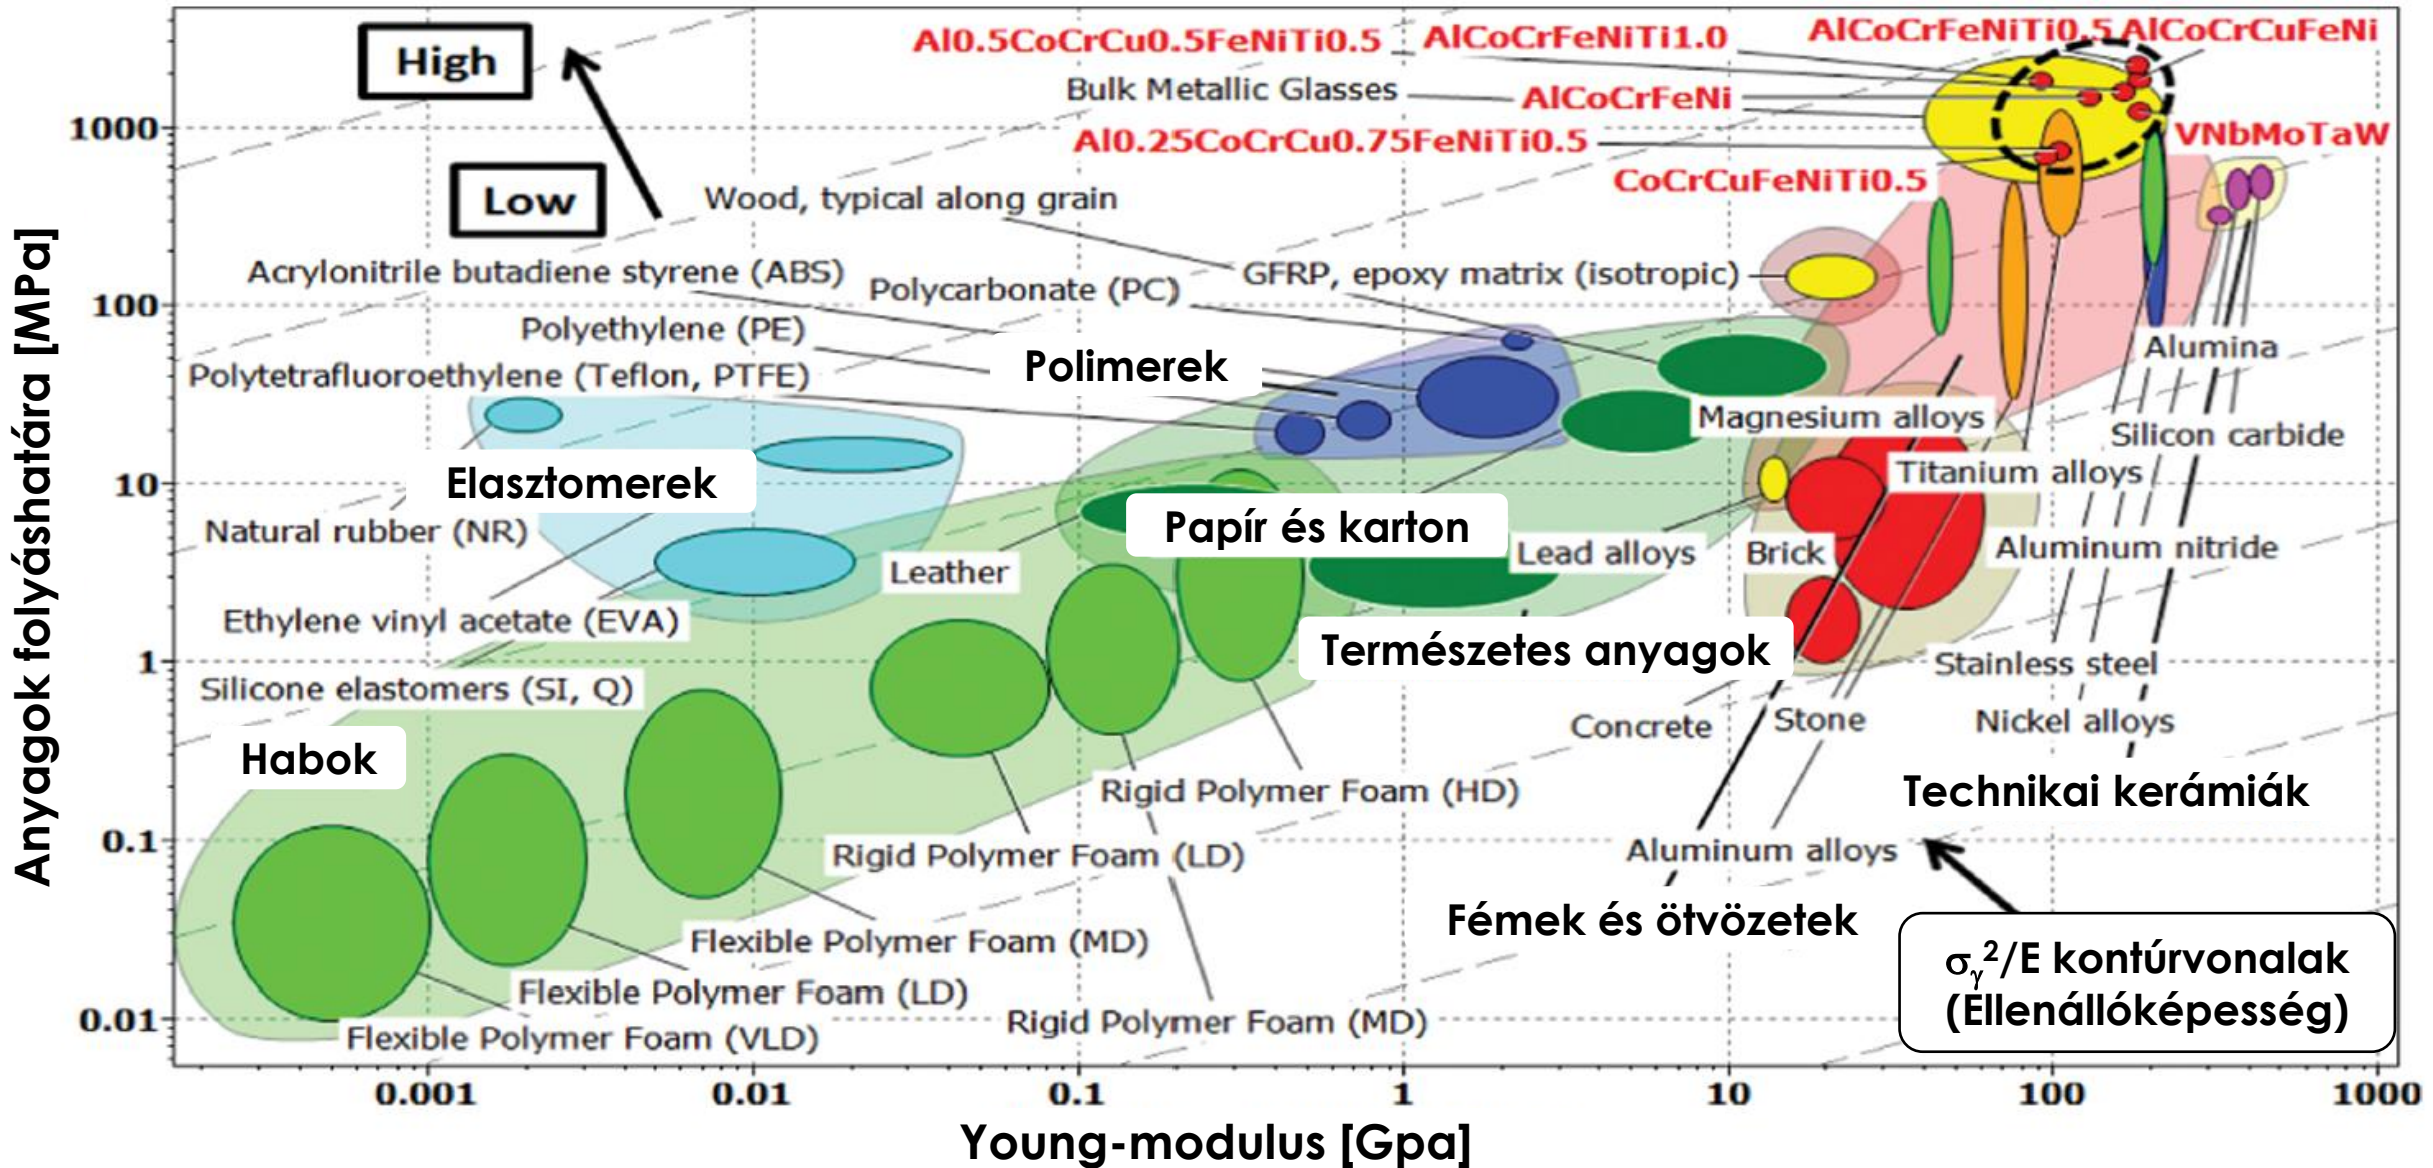 Al0.5CoCrCu0.5FeNiTi0.5
AlCoCrFeNiTi1.0
AlCoCrFeNiTi0.5
AlCoCrCuFeNi
High
Bulk Metallic Glasses
AlCoCrFeNi
1000
Al0.25CoCrCu0.75FeNiTi0.5
VNbMoTaW
Low
Wood, typical along grain
CoCrCuFeNiTi0.5
Acrylonitrile butadiene styrene (ABS)
Polycarbonate (PC)
GFRP, epoxy matrix (isotropic)
100
Polyethylene (PE)
Alumina
Polytetrafluoroethylene (Teflon, PTFE)
Polimerek
Magnesium alloys
Silicon carbide
10
Elasztomerek
Titanium alloys
Natural rubber (NR)
Papír és karton
Leather
Lead alloys
Brick
Aluminum nitride
Ethylene vinyl acetate (EVA)
1
Természetes anyagok
Stainless steel
Silicone elastomers (SI, Q)
Concrete
Stone
Nickel alloys
Habok
Rigid Polymer Foam (HD)
Technikai kerámiák
0.1
Rigid Polymer Foam (LD)
Aluminum alloys
Fémek és ötvözetek
Flexible Polymer Foam (MD)
σγ²/E kontúrvonalak
(Ellenállóképesség)
Flexible Polymer Foam (LD)
0.01
Rigid Polymer Foam (MD)
Flexible Polymer Foam (VLD)
0.001
0.01
0.1
1
10
100
1000
Young-modulus [Gpa]
Anyagok folyáshatára [MPa]